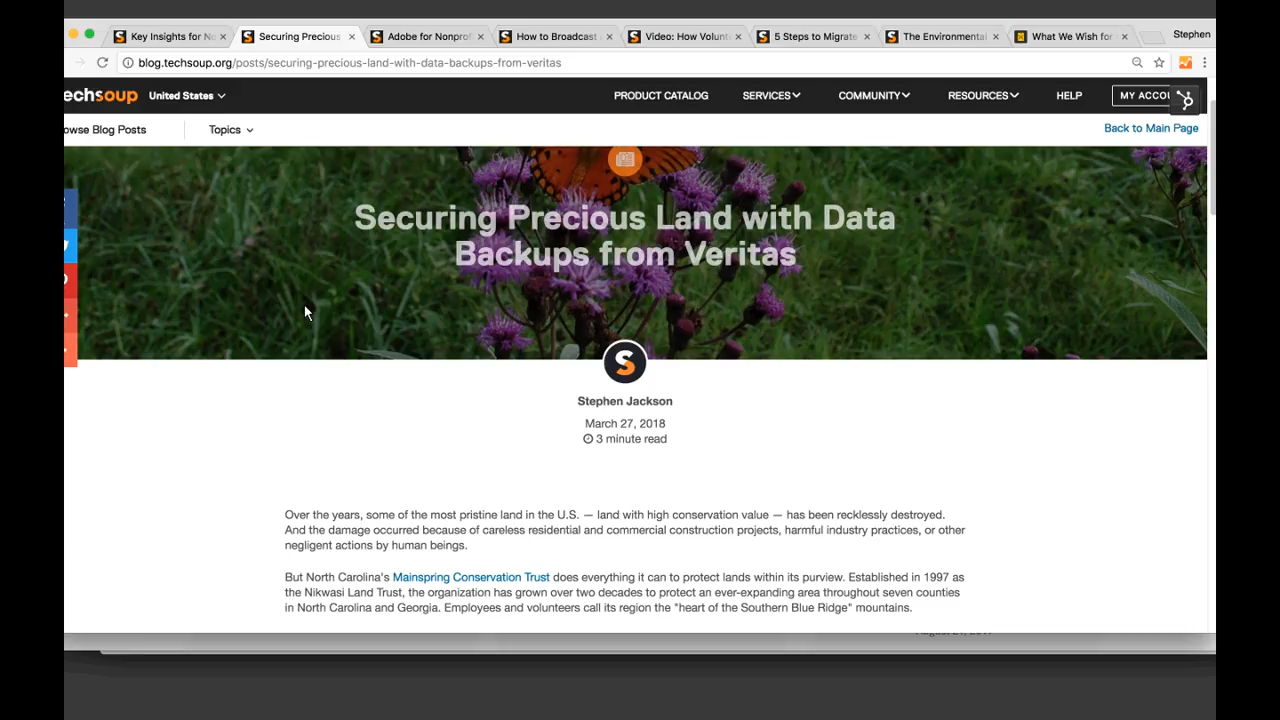 Key Insights for No
Securing Precious
Adobe for Nonprofi
How to Broadcast
Video: How Volunt
5 Steps to Migrate
The Environmenta
What We Wish for
Stephen
blog.techsoup.org/posts/securing-precious-land-with-data-backups-from-veritas
echsoup
United States
PRODUCT CATALOG
SERVICES
COMMUNITY
RESOURCES
HELP
MY ACCOU
owse Blog Posts
Topics
Back to Main Page
Securing Precious Land with Data
Backups from Veritas
Stephen Jackson
March 27, 2018
3 minute read
Over the years, some of the most pristine land in the U.S. — land with high conservation value — has been recklessly destroyed.
And the damage occurred because of careless residential and commercial construction projects, harmful industry practices, or other
negligent actions by human beings.
But North Carolina's Mainspring Conservation Trust does everything it can to protect lands within its purview. Established in 1997 as
the Nikwasi Land Trust, the organization has grown over two decades to protect an ever-expanding area throughout seven counties
in North Carolina and Georgia. Employees and volunteers call its region the "heart of the Southern Blue Ridge" mountains.